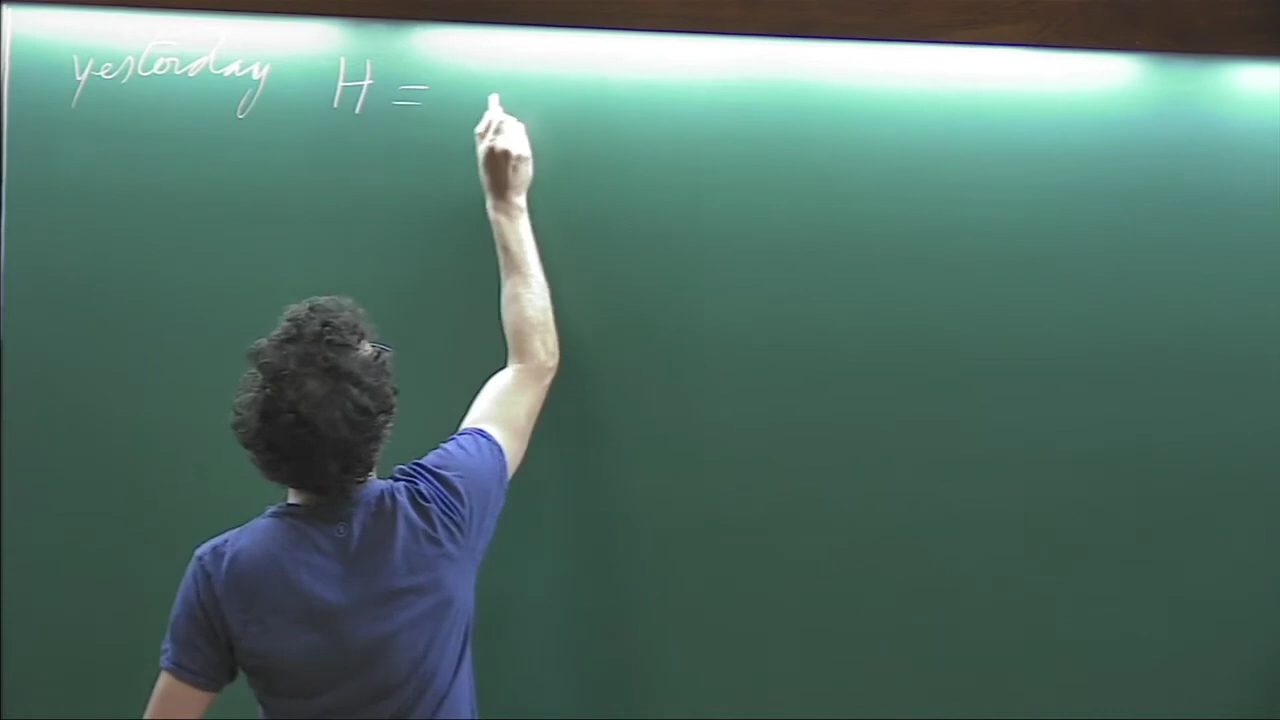 yesterday H =